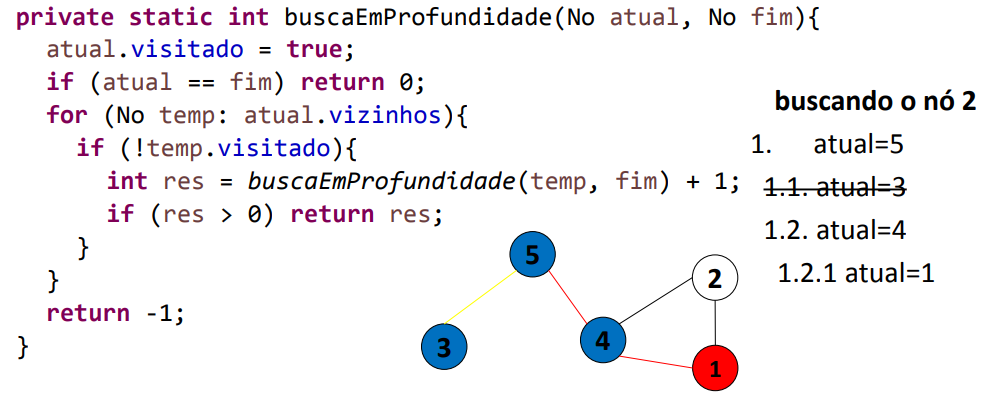 private static int buscaEmProfundidade(No atual, No fim){
atual.visitado = true;
if (atual == fim) return 0;
for (No temp: atual.vizinhos){
if (!temp.visitado){
int res = buscaEmProfundidade(temp, fim) + 1;
if (res > 0) return res;
}
}
return -1;
}
buscando o nó 2
1. atual=5
1.1. atual=3
1.2. atual=4
1.2.1 atual=1
5
2
3
4
1